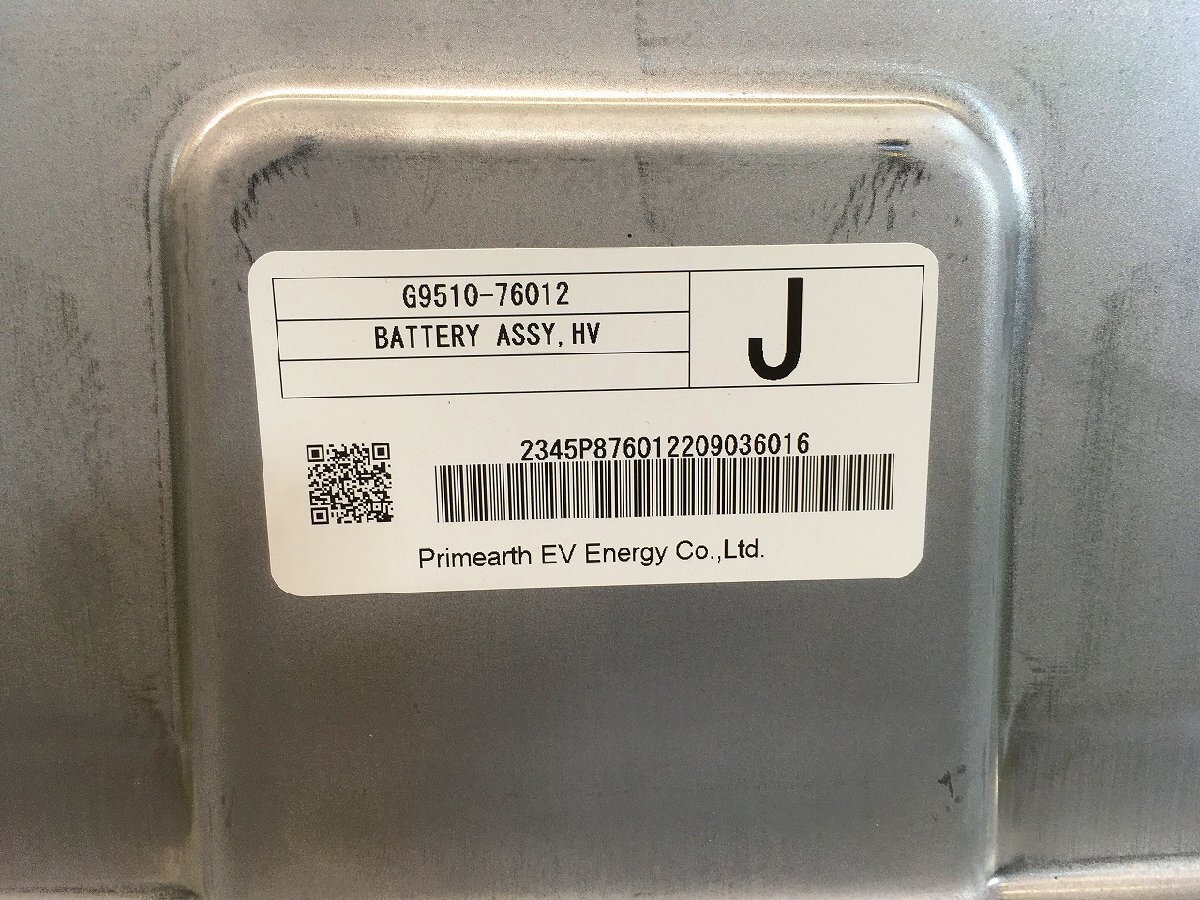 G9510-76012
BATTERY ASSY,HV
J
2345P876012209036016
Primearth EV Energy Co.,Ltd.